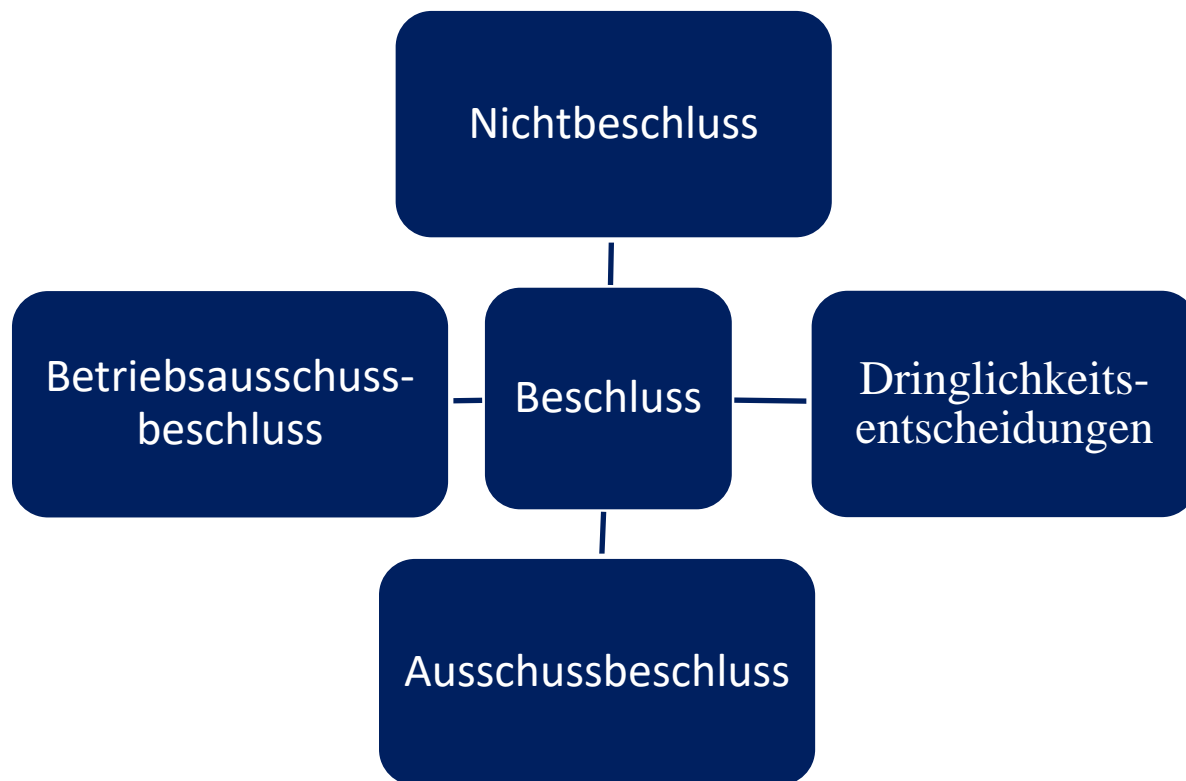 Nichtbeschluss
Betriebsausschuss-
beschluss
Beschluss
Dringlichkeits-
entscheidungen
Ausschussbeschluss